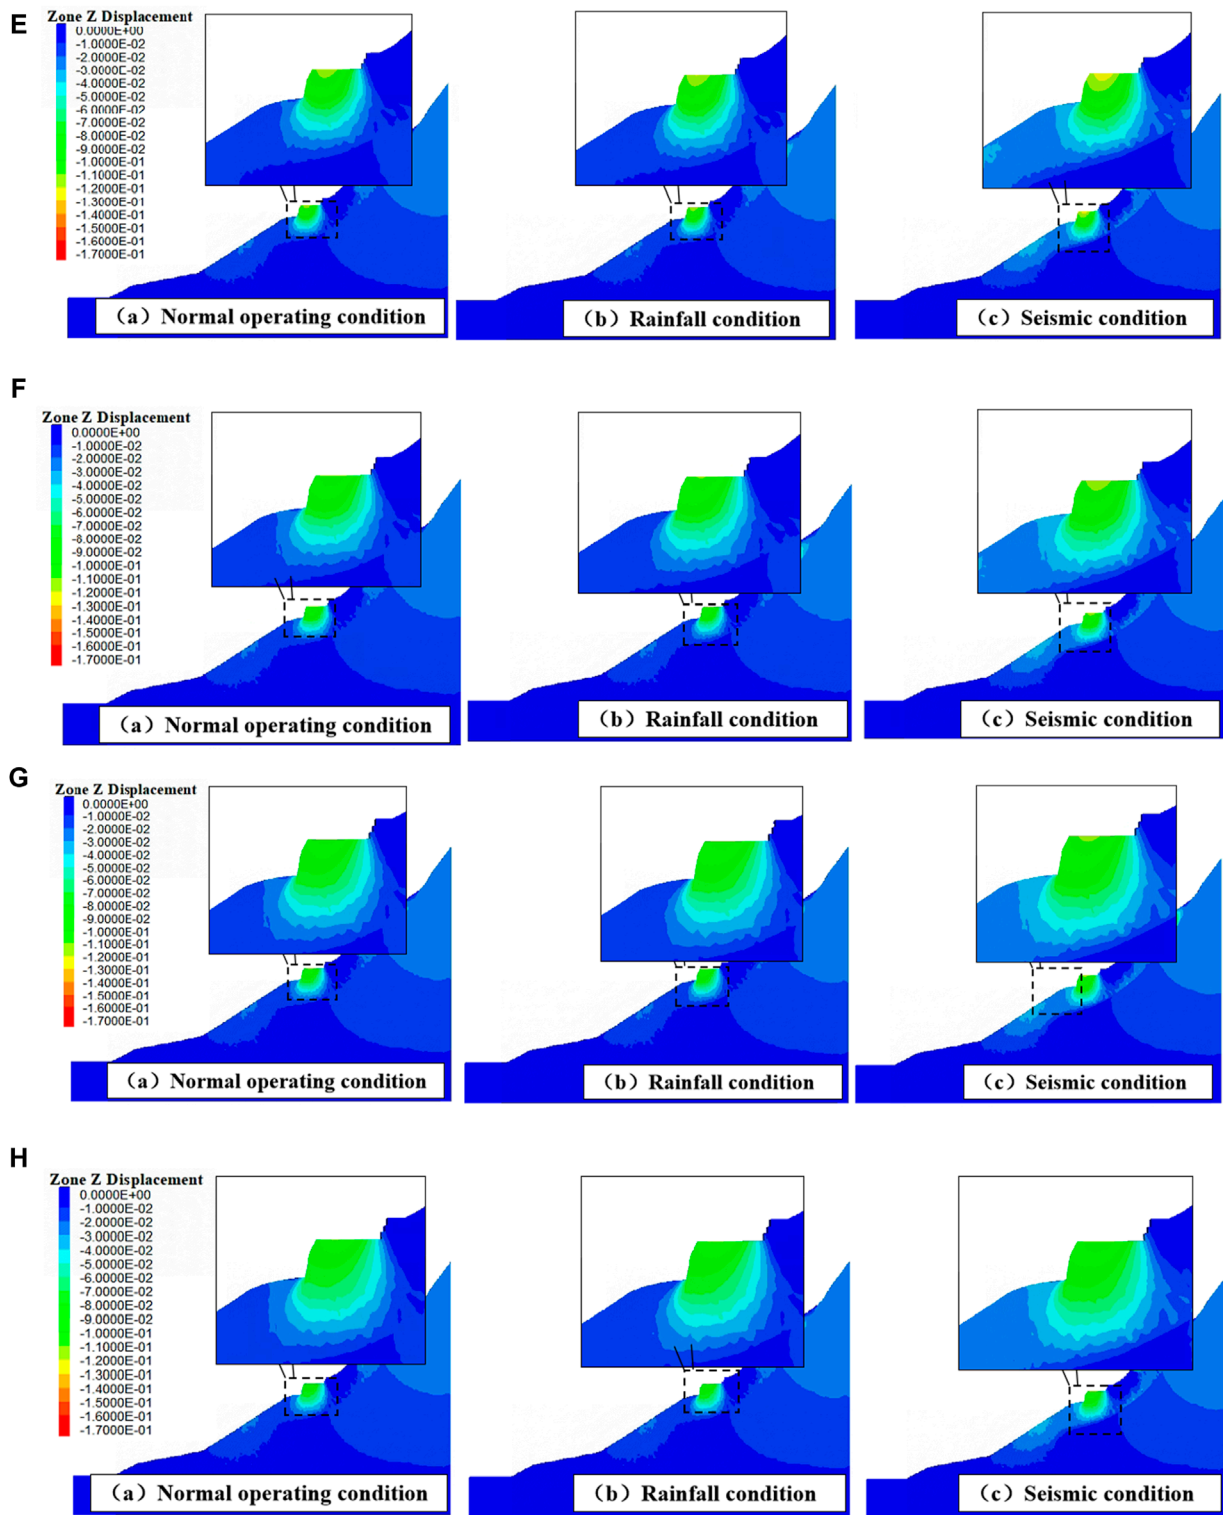 E
Zone Z Displacement
0.0000E+00
-1.0000E-02
-2.0000E-02
-3.0000E-02
-4.0000E-02
-5.0000E-02
-6.0000E-02
-7.0000E-02
-8.0000E-02
-9.0000E-02
-1.0000E-01
-1.1000E-01
-1.2000E-01
-1.3000E-01
-1.4000E-01
-1.5000E-01
-1.6000E-01
-1.7000E-01
（a）Normal operating condition
（b）Rainfall condition
（c）Seismic condition
F
Zone Z Displacement
0.0000E+00
-1.0000E-02
-2.0000E-02
-3.0000E-02
-4.0000E-02
-5.0000E-02
-6.0000E-02
-7.0000E-02
-8.0000E-02
-9.0000E-02
-1.0000E-01
-1.1000E-01
-1.2000E-01
-1.3000E-01
-1.4000E-01
-1.5000E-01
-1.6000E-01
-1.7000E-01
（a）Normal operating condition
（b）Rainfall condition
（c）Seismic condition
G
Zone Z Displacement
0.0000E+00
-1.0000E-02
-2.0000E-02
-3.0000E-02
-4.0000E-02
-5.0000E-02
-6.0000E-02
-7.0000E-02
-8.0000E-02
-9.0000E-02
-1.0000E-01
-1.1000E-01
-1.2000E-01
-1.3000E-01
-1.4000E-01
-1.5000E-01
-1.6000E-01
-1.7000E-01
（a）Normal operating condition
（b）Rainfall condition
（c）Seismic condition
H
Zone Z Displacement
0.0000E+00
-1.0000E-02
-2.0000E-02
-3.0000E-02
-4.0000E-02
-5.0000E-02
-6.0000E-02
-7.0000E-02
-8.0000E-02
-9.0000E-02
-1.0000E-01
-1.1000E-01
-1.2000E-01
-1.3000E-01
-1.4000E-01
-1.5000E-01
-1.6000E-01
-1.7000E-01
（a）Normal operating condition
（b）Rainfall condition
（c）Seismic condition